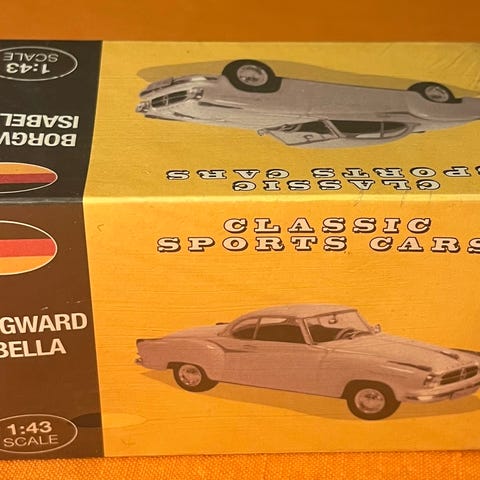 1:43
SCALE
BORGW
ISABEL
CLASSIC
SPORTS CARS
CLASSIC
SPORTS CARS
GWARD
BELLA
1:43
SCALE